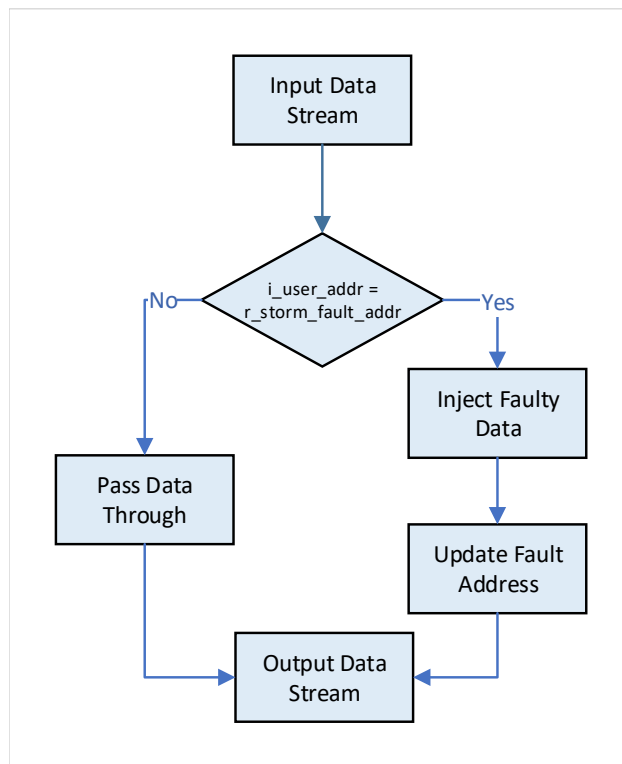 Input Data
Stream
i_user_addr =
r_storm_fault_addr
No
Yes
Inject Faulty
Data
Pass Data
Through
Update Fault
Address
Output Data
Stream